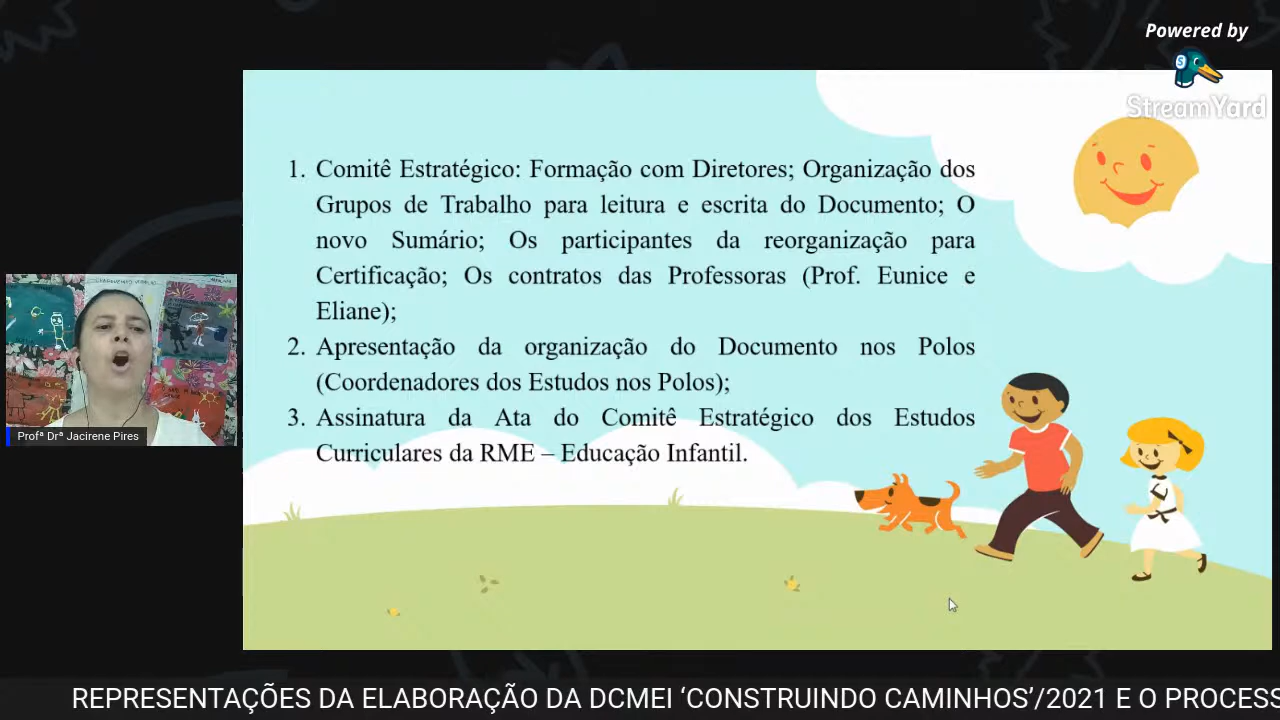 Powered by
StreamYard
1. Comitê Estratégico: Formação com Diretores; Organização dos
Grupos de Trabalho para leitura e escrita do Documento; O
novo Sumário; Os participantes da reorganização para
Certificação; Os contratos das Professoras (Prof. Eunice e
Eliane);
2. Apresentação da organização do Documento nos Polos
(Coordenadores dos Estudos nos Polos);
3. Assinatura da Ata do Comitê Estratégico dos Estudos
Curriculares da RME – Educação Infantil.
Profª Drª Jacirene Pires
REPRESENTAÇÕES DA ELABORAÇÃO DA DCMEI ‘CONSTRUINDO CAMINHOS’/2021 E O PROCESS